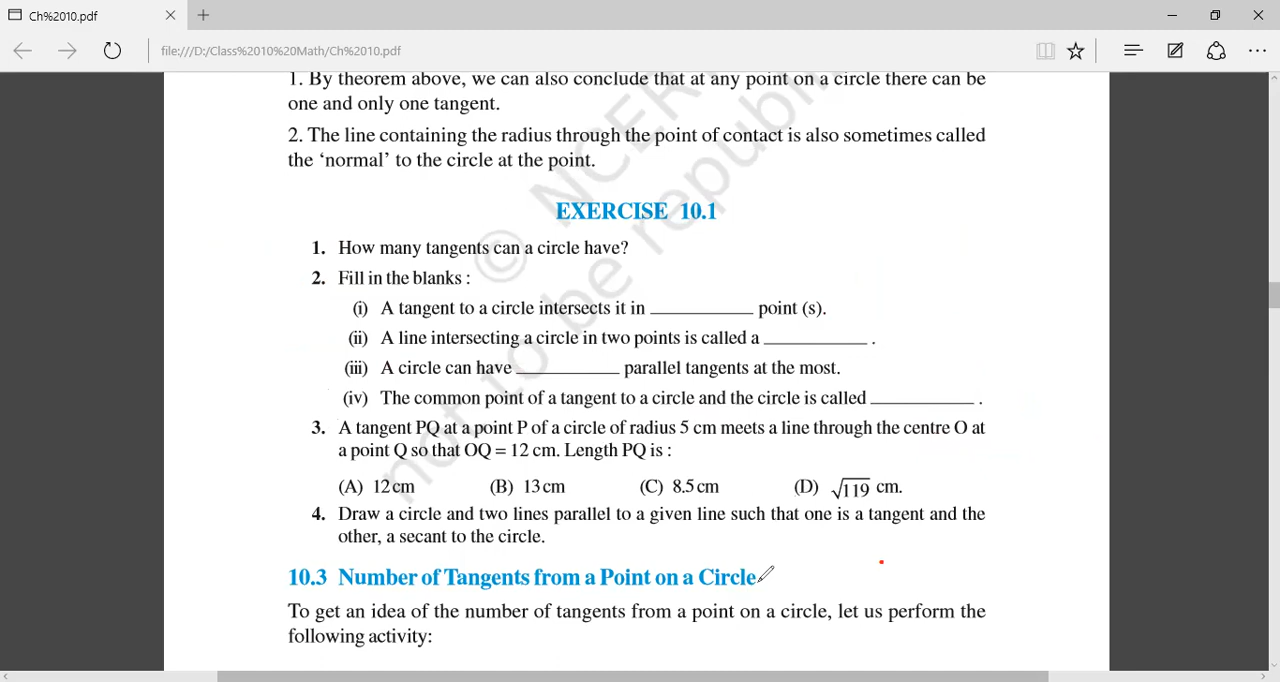 Ch%2010.pdf
file:///D:/Class%2010%20Math/Ch%2010.pdf
1. By theorem above, we can also conclude that at any point on a circle there can be
one and only one tangent.
2. The line containing the radius through the point of contact is also sometimes called
the ‘normal’ to the circle at the point.
© NCER
not to be republi
EXERCISE 10.1
1. How many tangents can a circle have?
2. Fill in the blanks :
(i) A tangent to a circle intersects it in __________ point (s).
(ii) A line intersecting a circle in two points is called a __________ .
(iii) A circle can have __________ parallel tangents at the most.
(iv) The common point of a tangent to a circle and the circle is called __________ .
3. A tangent PQ at a point P of a circle of radius 5 cm meets a line through the centre O at
a point Q so that OQ = 12 cm. Length PQ is :
(A) 12 cm (B) 13 cm (C) 8.5 cm (D) √119 cm.
4. Draw a circle and two lines parallel to a given line such that one is a tangent and the
other, a secant to the circle.
10.3 Number of Tangents from a Point on a Circle
To get an idea of the number of tangents from a point on a circle, let us perform the
following activity: